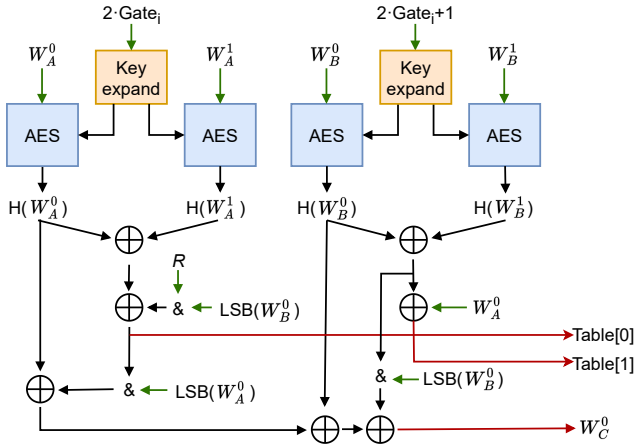 2·Gateᵢ 2·Gateᵢ+1
W_A^0 Key expand W_A^1 W_B^0 Key expand W_B^1
AES AES AES AES
H(W_A^0) H(W_A^1) H(W_B^0) H(W_B^1)
R
& LSB(W_B^0) W_A^0
Table[0]
Table[1]
& LSB(W_A^0) & LSB(W_B^0)
W_C^0